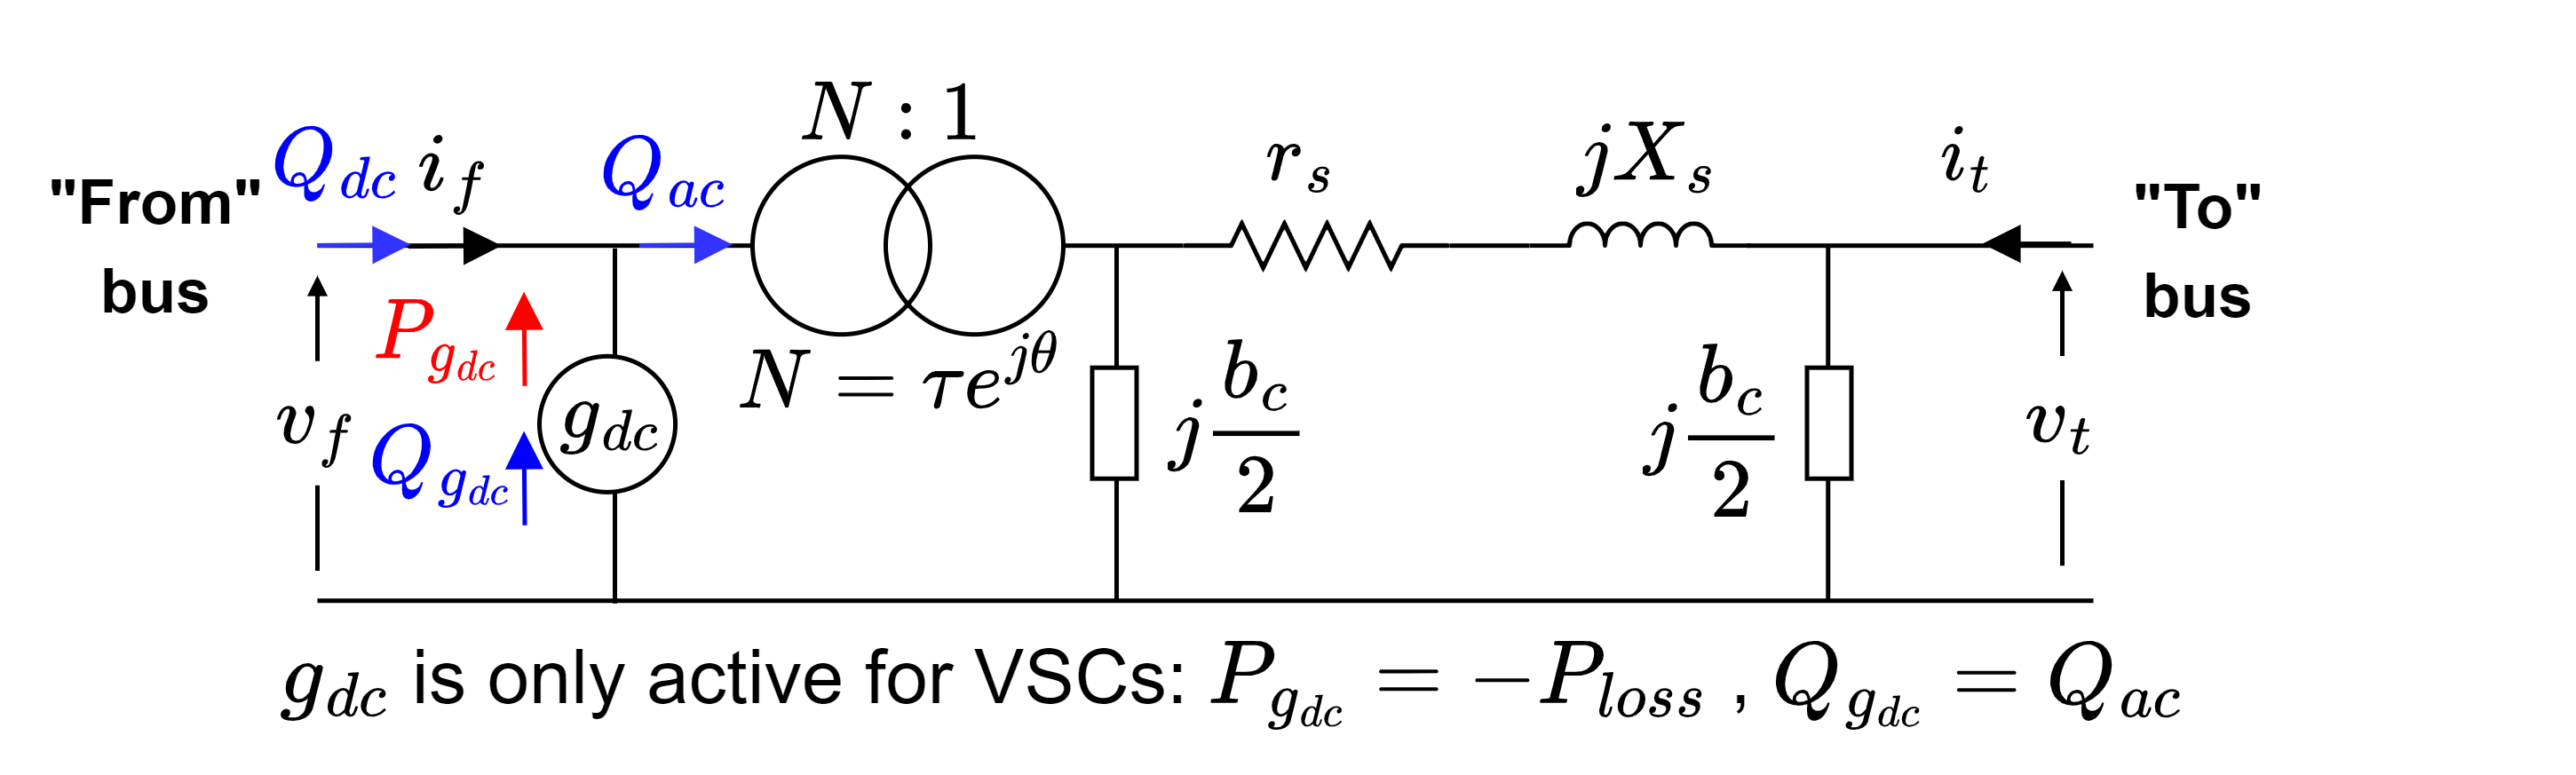 N : 1
Q_{dc} i_f Q_{ac} r_s jX_s i_t
"From"
bus
"To"
bus
P_{g_{dc}}
N = τe^{jθ}
v_f Q_{g_{dc}} g_{dc} j\frac{b_c}{2} j\frac{b_c}{2} v_t
g_{dc} is only active for VSCs: P_{g_{dc}} = −P_{loss} , Q_{g_{dc}} = Q_{ac}